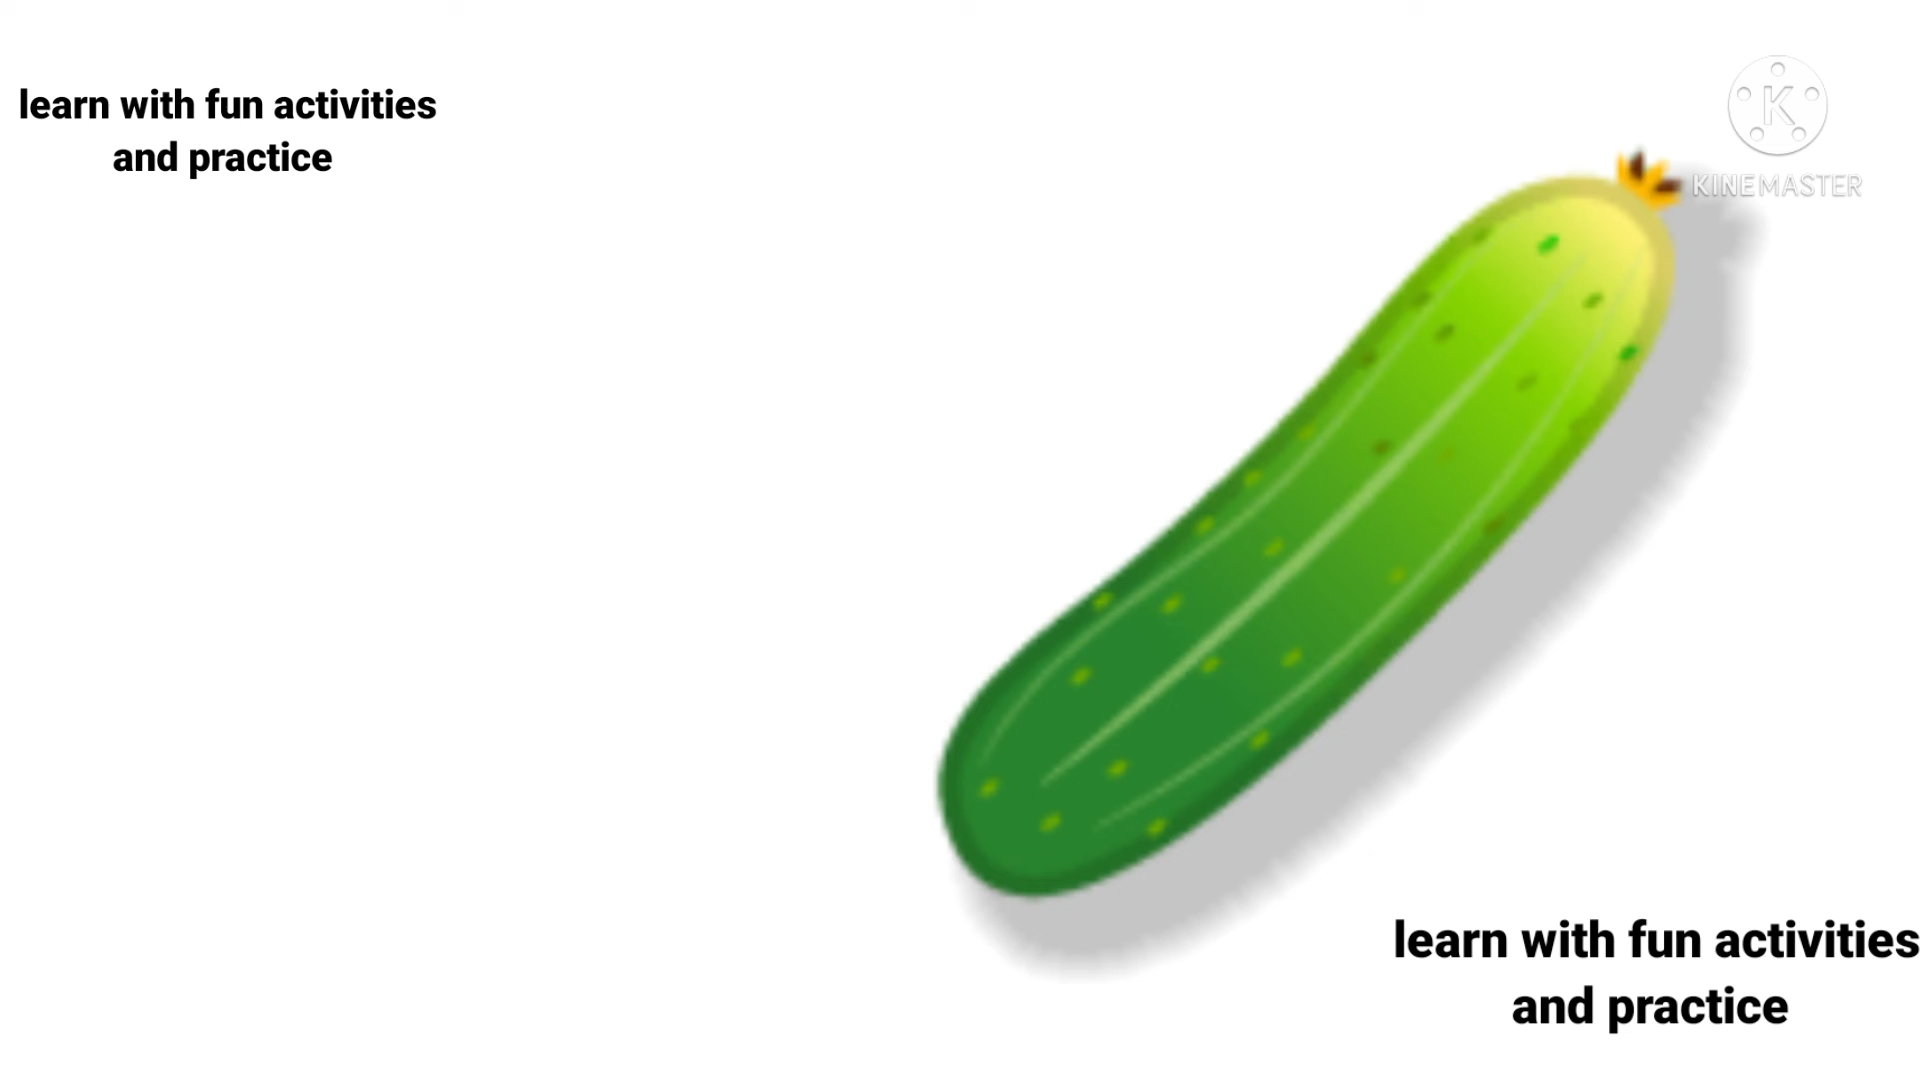 learn with fun activities
and practice
K
KINEMASTER
learn with fun activities
and practice